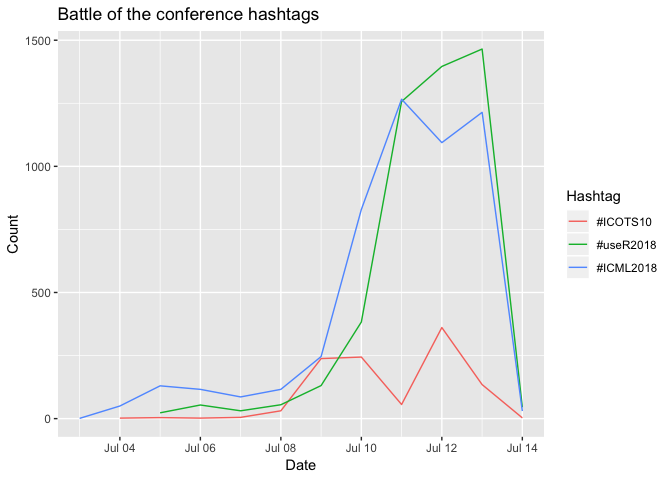 Battle of the conference hashtags
1500
1000
500
0
Count
Jul 04 Jul 06 Jul 08 Jul 10 Jul 12 Jul 14
Date
Hashtag
#ICOTS10
#useR2018
#ICML2018